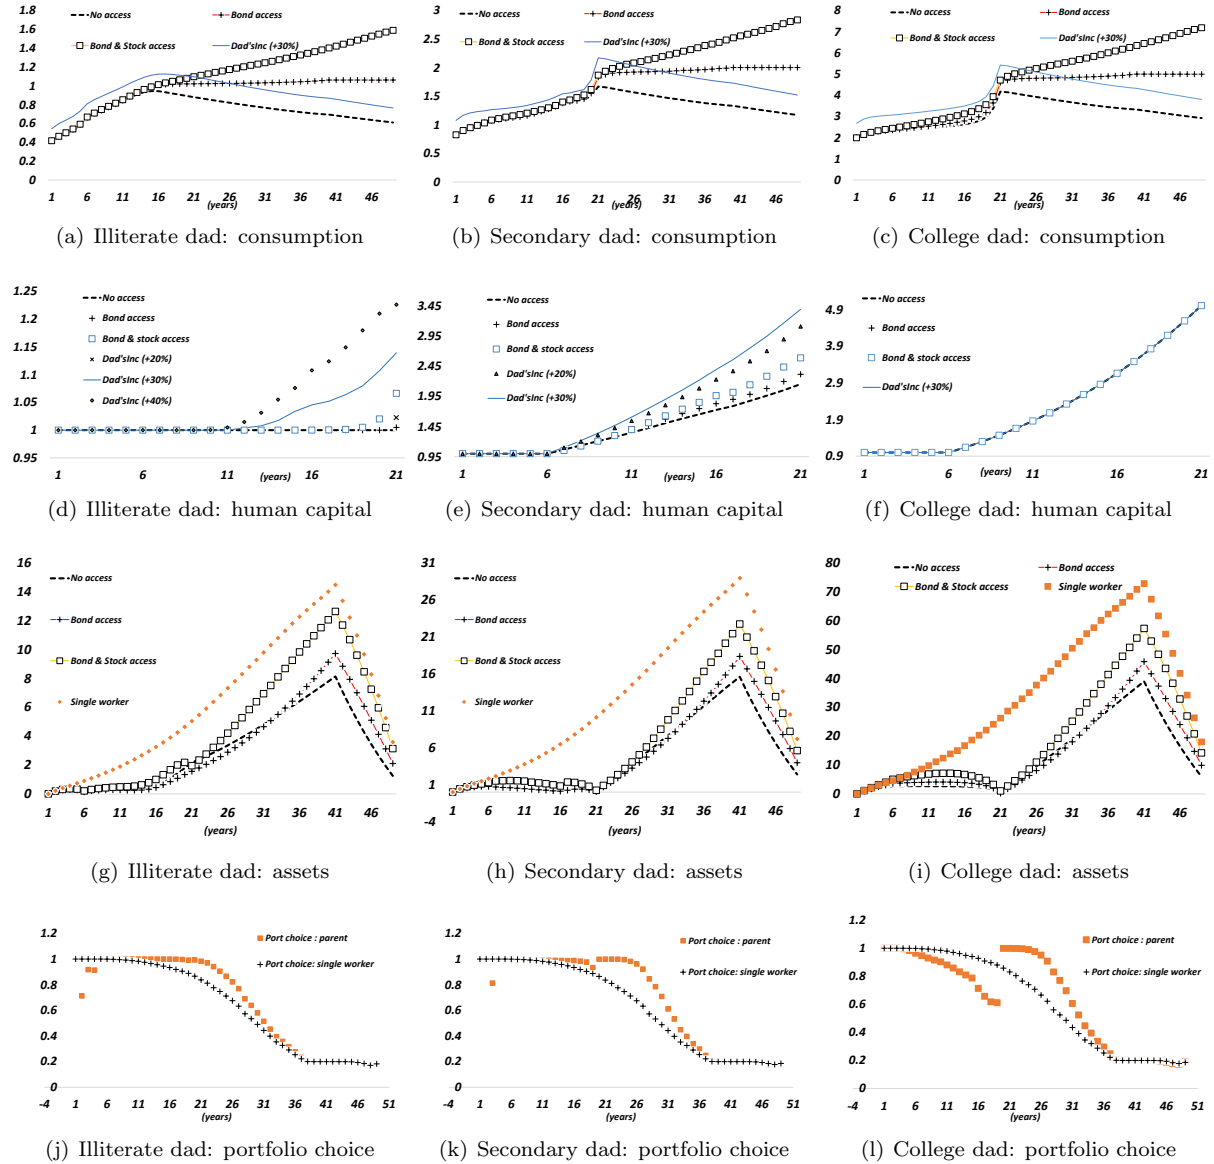 1.8
1.6
1.4
1.2
1
0.8
0.6
0.4
0.2
0
No access
Bond access
Bond & Stock access
Dad'sInc (+30%)
1 6 11 16 21 26 31 36 41 46
(years)
(a) Illiterate dad: consumption
3
2.5
2
1.5
1
0.5
0
No access
Bond access
Bond & Stock access
Dad'sInc (+30%)
1 6 11 16 21 26 31 36 41 46
(years)
(b) Secondary dad: consumption
8
7
6
5
4
3
2
1
0
No access
Bond access
Bond & Stock access
Dad'sInc (+30%)
1 6 11 16 21 26 31 36 41 46
(years)
(c) College dad: consumption
1.25
1.2
1.15
1.1
1.05
1
0.95
No access
Bond access
Bond & stock access
Dad'sInc (+20%)
Dad'sInc (+30%)
Dad'sInc (+40%)
1 6 11 16 21
(years)
(d) Illiterate dad: human capital
3.45
2.95
2.45
1.95
1.45
0.95
No access
Bond access
Bond & stock access
Dad'sInc (+20%)
Dad'sInc (+30%)
1 6 11 16 21
(years)
(e) Secondary dad: human capital
4.9
3.9
2.9
1.9
0.9
No access
Bond access
Bond & stock access
Dad'sInc (+30%)
1 6 11 16 21
(years)
(f) College dad: human capital
16
14
12
10
8
6
4
2
0
No access
Bond access
Bond & Stock access
Single worker
1 6 11 16 21 26 31 36 41 46
(years)
(g) Illiterate dad: assets
31
26
21
16
11
6
1
-4
No access
Bond access
Bond & Stock access
Single worker
1 6 11 16 21 26 31 36 41 46
(years)
(h) Secondary dad: assets
80
70
60
50
40
30
20
10
0
No access
Bond access
Bond & Stock access
Single worker
1 6 11 16 21 26 31 36 41 46
(years)
(i) College dad: assets
1.2
1
0.8
0.6
0.4
0.2
0
Port choice : parent
Port choice: single worker
-4 1 6 11 16 21 26 31 36 41 46 51
(years)
(j) Illiterate dad: portfolio choice
1.2
1
0.8
0.6
0.4
0.2
0
Port choice : parent
Port choice: single worker
-4 1 6 11 16 21 26 31 36 41 46 51
(years)
(k) Secondary dad: portfolio choice
1.2
1
0.8
0.6
0.4
0.2
0
Port choice : parent
Port choice: single worker
-4 1 6 11 16 21 26 31 36 41 46 51
(years)
(l) College dad: portfolio choice